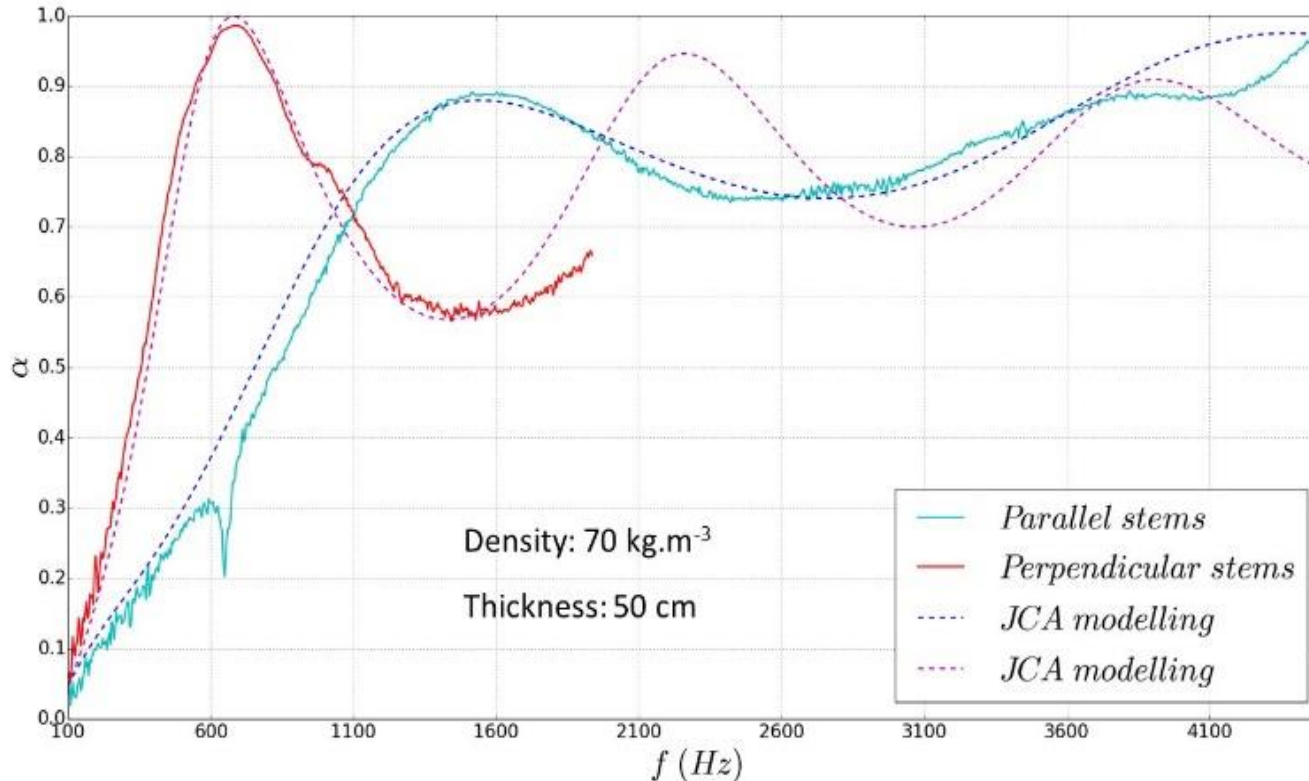 1.0
0.9
0.8
0.7
0.6
α
0.5
0.4
0.3
0.2
0.1
0.0
Density: 70 kg.m-3
Thickness: 50 cm
Parallel stems
Perpendicular stems
JCA modelling
JCA modelling
100 600 1100 1600 2100 2600 3100 3600 4100
f (Hz)